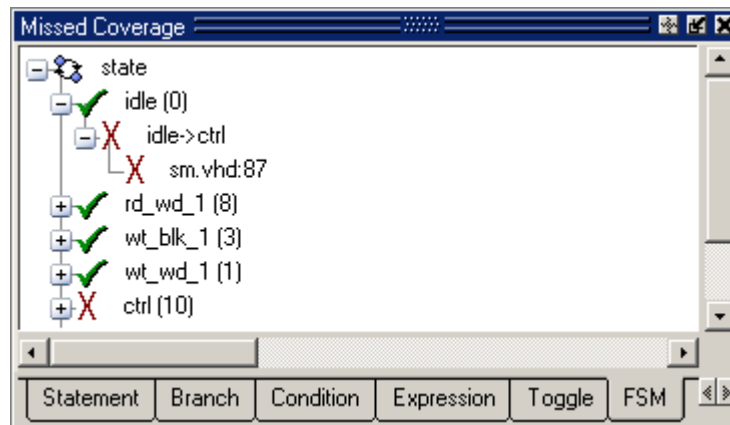 Missed Coverage
state
idle (0)
idle->ctrl
sm.vhd:87
rd_wd_1 (8)
wt_blk_1 (3)
wt_wd_1 (1)
ctrl (10)
Statement Branch Condition Expression Toggle FSM